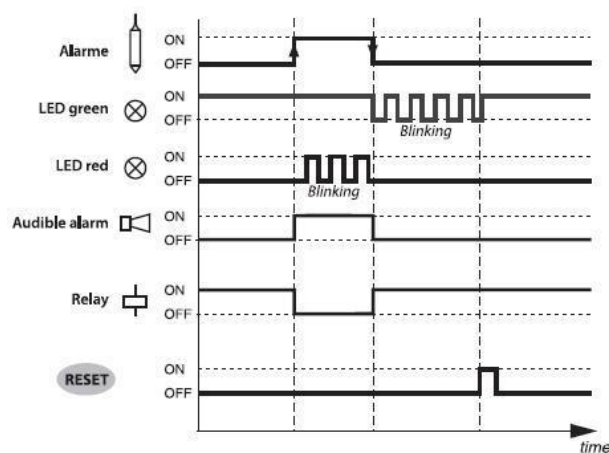 Alarme ON
OFF
LED green ON
OFF
Blinking
LED red ON
OFF
Blinking
Audible alarm ON
OFF
Relay ON
OFF
RESET ON
OFF
time